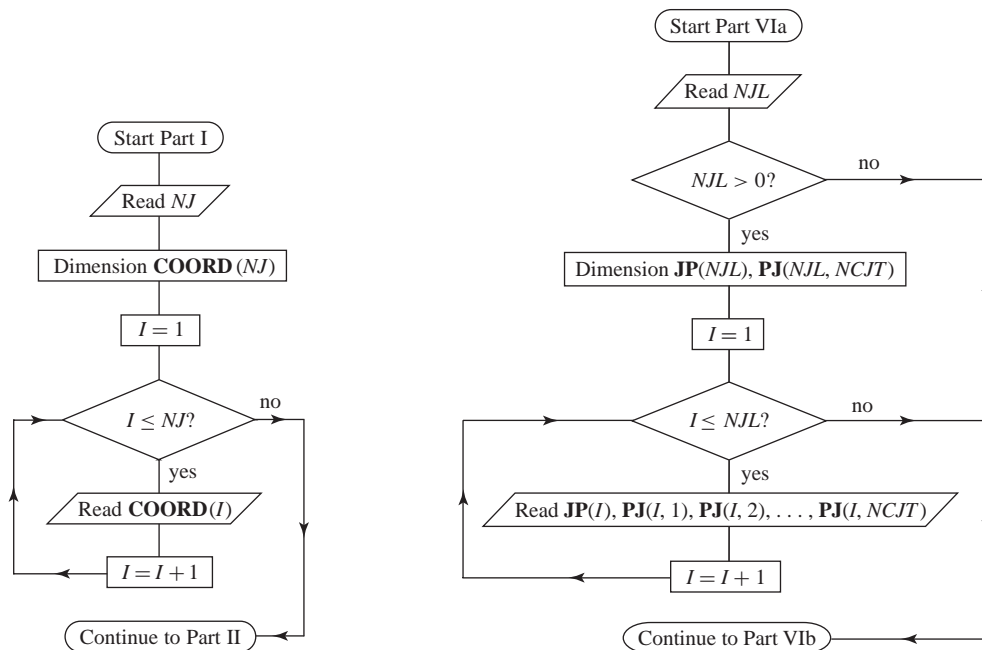 Start Part I
Read NJ
Dimension COORD(NJ)
I = 1
I ≤ NJ?
no
yes
Read COORD(I)
I = I + 1
Continue to Part II
Start Part VIa
Read NJL
NJL > 0?
no
yes
Dimension JP(NJL), PJ(NJL, NCJT)
I = 1
I ≤ NJL?
no
yes
Read JP(I), PJ(I, 1), PJ(I, 2), . . . , PJ(I, NCJT)
I = I + 1
Continue to Part VIb